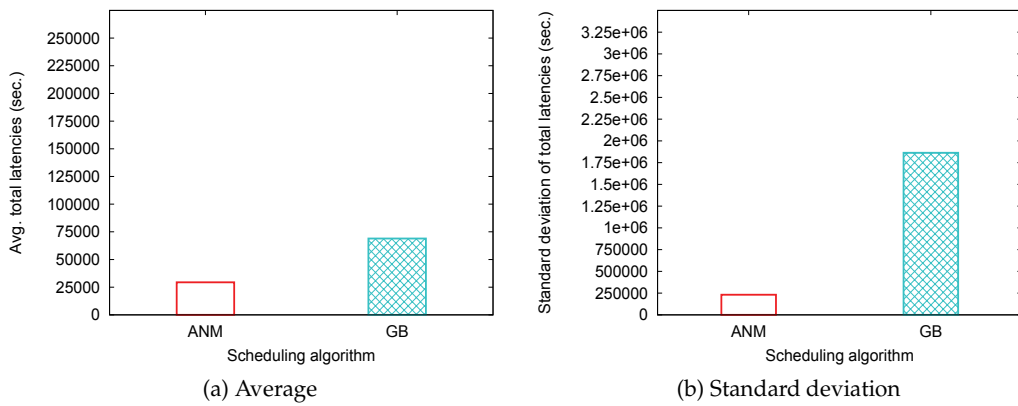 Avg. total latencies (sec.)
250000
225000
200000
175000
150000
125000
100000
75000
50000
25000
0
ANM GB
Scheduling algorithm
(a) Average
Standard deviation of total latencies (sec.)
3.25e+06
3e+06
2.75e+06
2.5e+06
2.25e+06
2e+06
1.75e+06
1.5e+06
1.25e+06
1e+06
750000
500000
250000
0
ANM GB
Scheduling algorithm
(b) Standard deviation